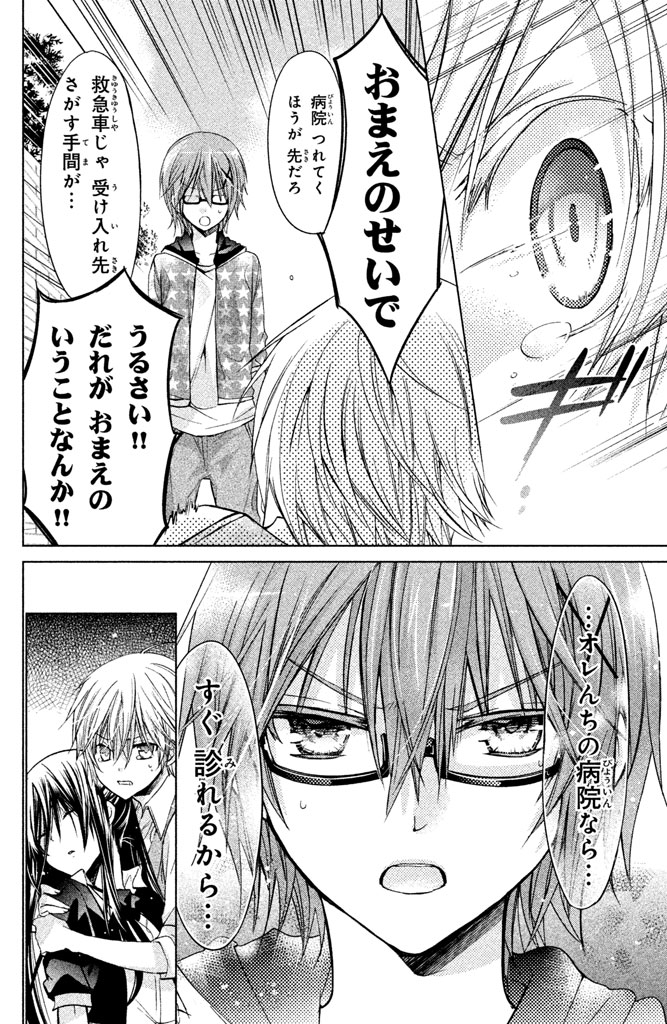 おまえのせいで
病院つれてく
ほうが先だろ
救急車じゃ受け入れ先
さがす手間が…
うるさい!!
だれがおまえの
いうことなんか!!
…オレんちの病院なら…
すぐ診れるから…